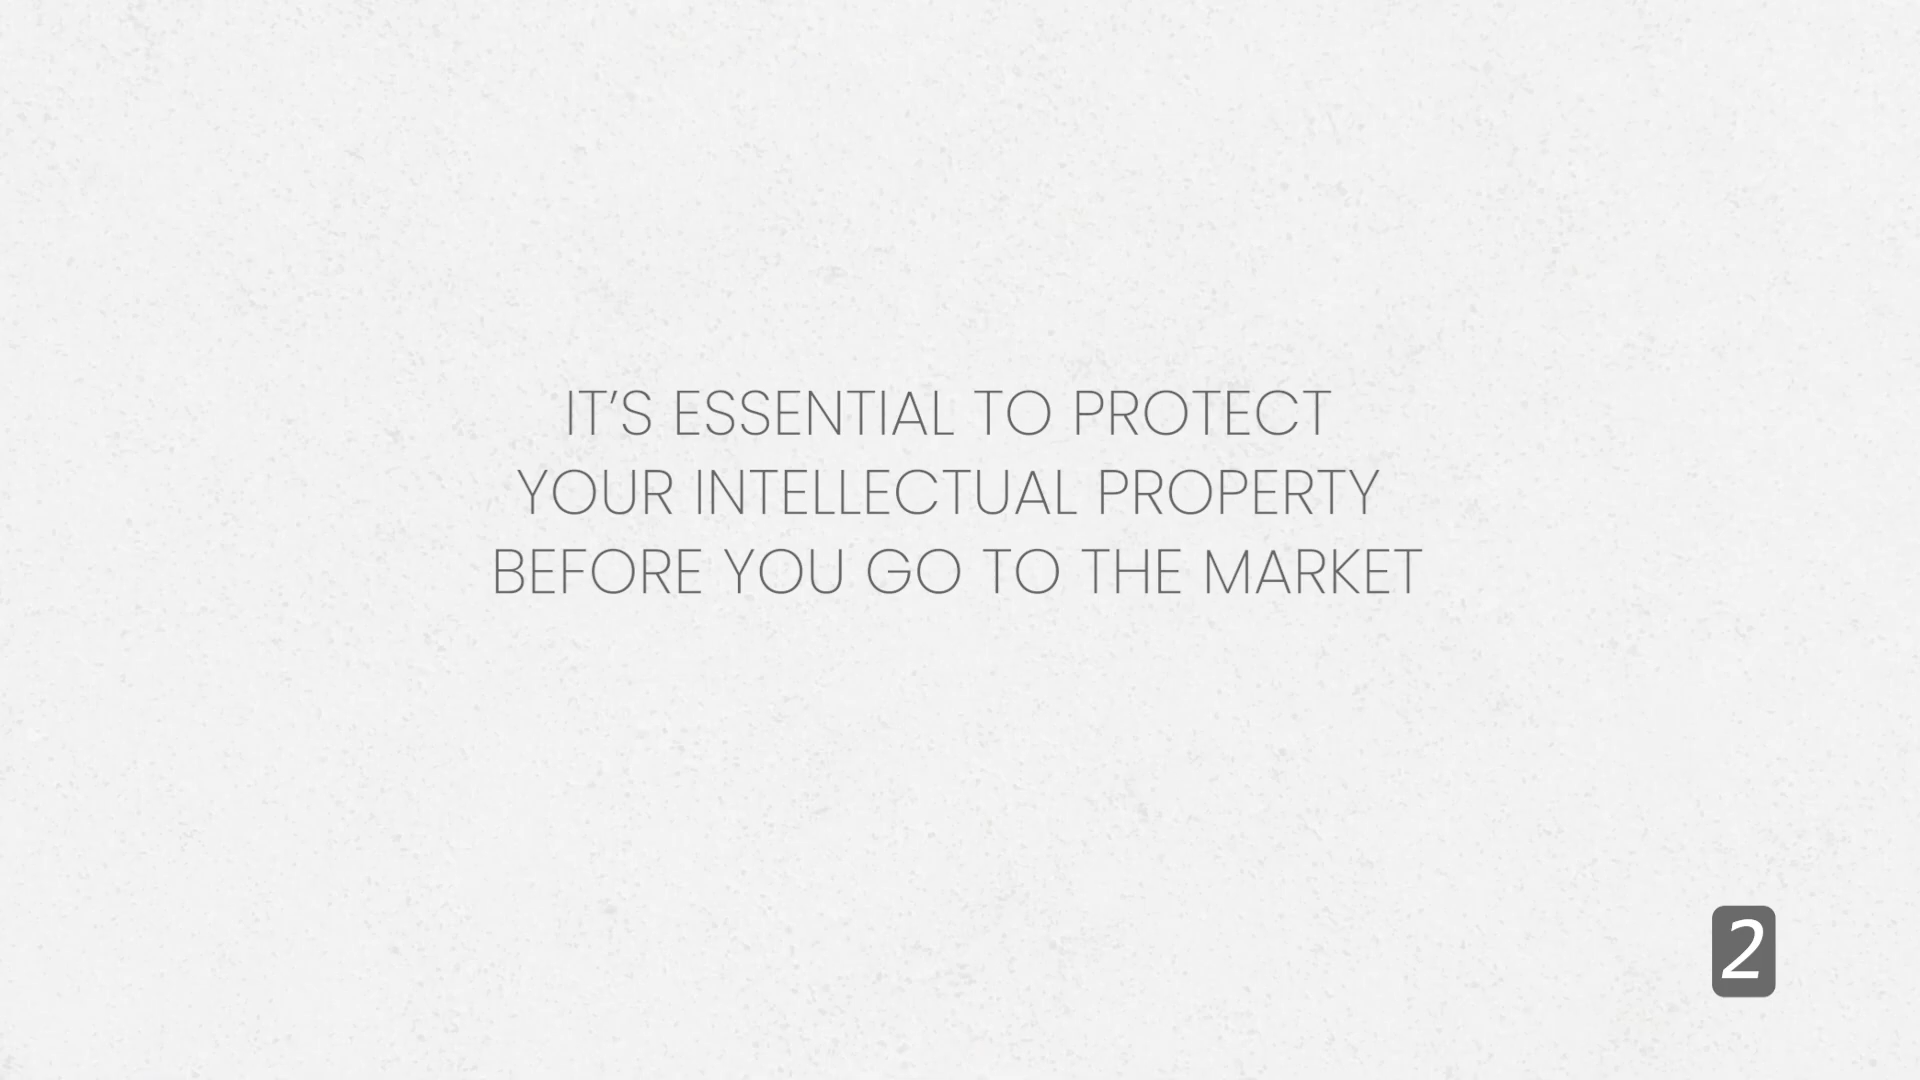 IT’S ESSENTIAL TO PROTECT
YOUR INTELLECTUAL PROPERTY
BEFORE YOU GO TO THE MARKET
2